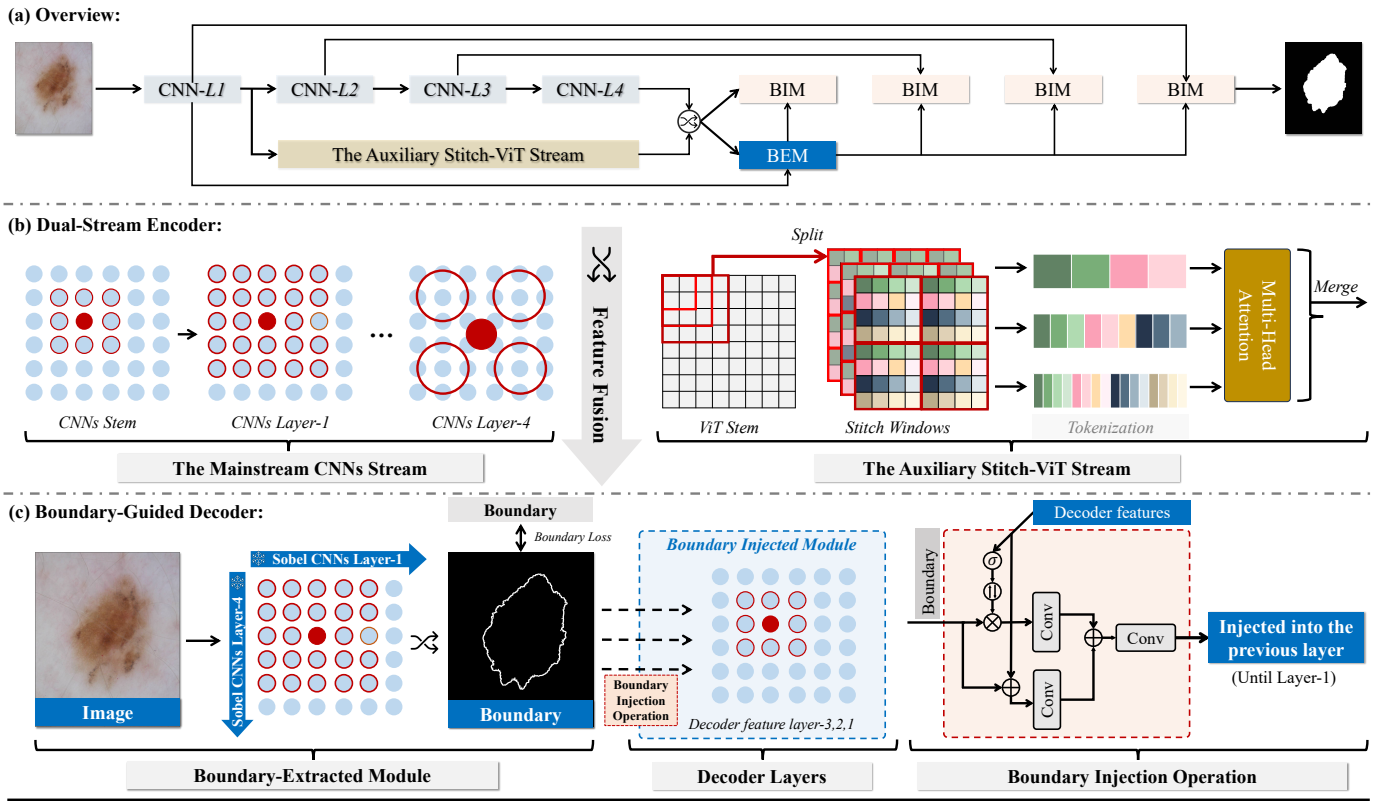 (a) Overview:
CNN-L1
CNN-L2
CNN-L3
CNN-L4
BIM
BIM
BIM
BIM
The Auxiliary Stitch-ViT Stream
BEM
(b) Dual-Stream Encoder:
Feature Fusion
Split
Multi-Head
Attention
Merge
CNNs Stem
CNNs Layer-1
...
CNNs Layer-4
ViT Stem
Stitch Windows
Tokenization
The Mainstream CNNs Stream
The Auxiliary Stitch-ViT Stream
(c) Boundary-Guided Decoder:
Boundary
Boundary Loss
Sobel CNNs Layer-1
Sobel CNNs Layer-4
Image
Boundary
Boundary Injected Module
Boundary
Injection
Operation
Decoder feature layer-3,2,1
Decoder features
Boundary
σ
Conv
Conv
Conv
Injected into the
previous layer
(Until Layer-1)
Boundary-Extracted Module
Decoder Layers
Boundary Injection Operation